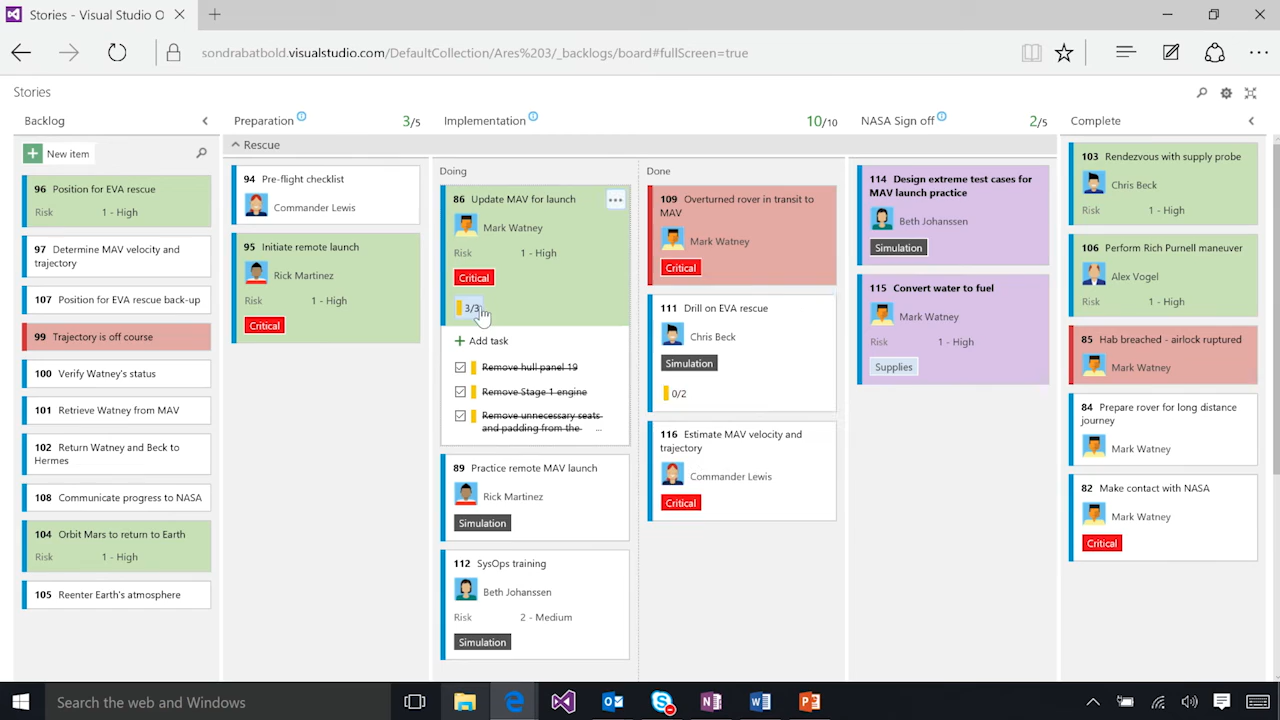 Stories - Visual Studio O
sondrabatbold.visualstudio.com/DefaultCollection/Ares%203/_backlogs/board#fullScreen=true
Stories
Backlog
New item
96 Position for EVA rescue
Risk 1 - High
97 Determine MAV velocity and
trajectory
107 Position for EVA rescue back-up
99 Trajectory is off course
100 Verify Watney's status
101 Retrieve Watney from MAV
102 Return Watney and Beck to
Hermes
108 Communicate progress to NASA
104 Orbit Mars to return to Earth
Risk 1 - High
105 Reenter Earth's atmosphere
Preparation 3/5
Rescue
94 Pre-flight checklist
Commander Lewis
95 Initiate remote launch
Rick Martinez
Risk 1 - High
Critical
Implementation 10/10
Doing
86 Update MAV for launch
Mark Watney
Risk 1 - High
Critical
3/3
Add task
Remove hull panel 19
Remove Stage 1 engine
Remove unnecessary seats
and padding from the ...
89 Practice remote MAV launch
Rick Martinez
Simulation
112 SysOps training
Beth Johanssen
Risk 2 - Medium
Simulation
Done
109 Overturned rover in transit to
MAV
Mark Watney
Critical
111 Drill on EVA rescue
Chris Beck
Simulation
0/2
116 Estimate MAV velocity and
trajectory
Commander Lewis
Critical
NASA Sign off 2/5
114 Design extreme test cases for
MAV launch practice
Beth Johanssen
Simulation
115 Convert water to fuel
Mark Watney
Risk 1 - High
Supplies
Complete
103 Rendezvous with supply probe
Chris Beck
Risk 1 - High
106 Perform Rich Purnell maneuver
Alex Vogel
Risk 1 - High
85 Hab breached - airlock ruptured
Mark Watney
84 Prepare rover for long distance
journey
Mark Watney
82 Make contact with NASA
Mark Watney
Critical
Search the web and Windows